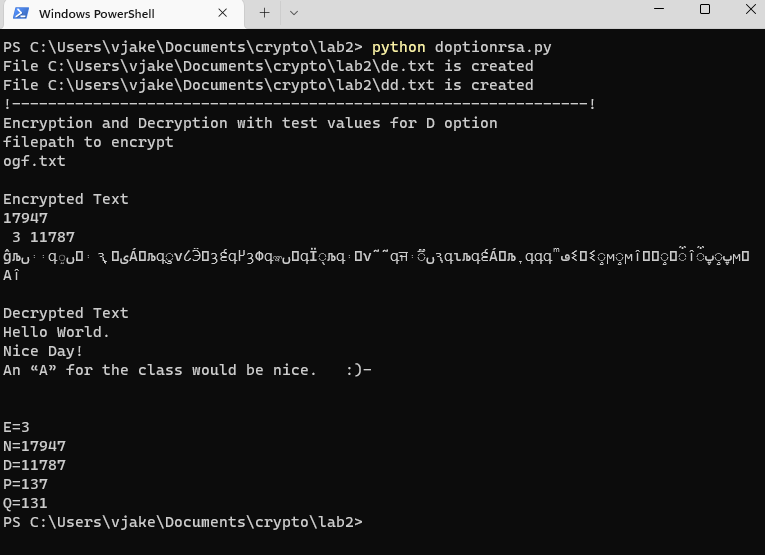 Windows PowerShell
PS C:\Users\vjake\Documents\crypto\lab2> python doptionrsa.py
File C:\Users\vjake\Documents\crypto\lab2\de.txt is created
File C:\Users\vjake\Documents\crypto\lab2\dd.txt is created
!----------------------------------------------------------------!
Encryption and Decryption with test values for D option
filepath to encrypt
ogf.txt
Encrypted Text
17947
3 11787
Decrypted Text
Hello World.
Nice Day!
An “A” for the class would be nice.   :)-
E=3
N=17947
D=11787
P=137
Q=131
PS C:\Users\vjake\Documents\crypto\lab2>